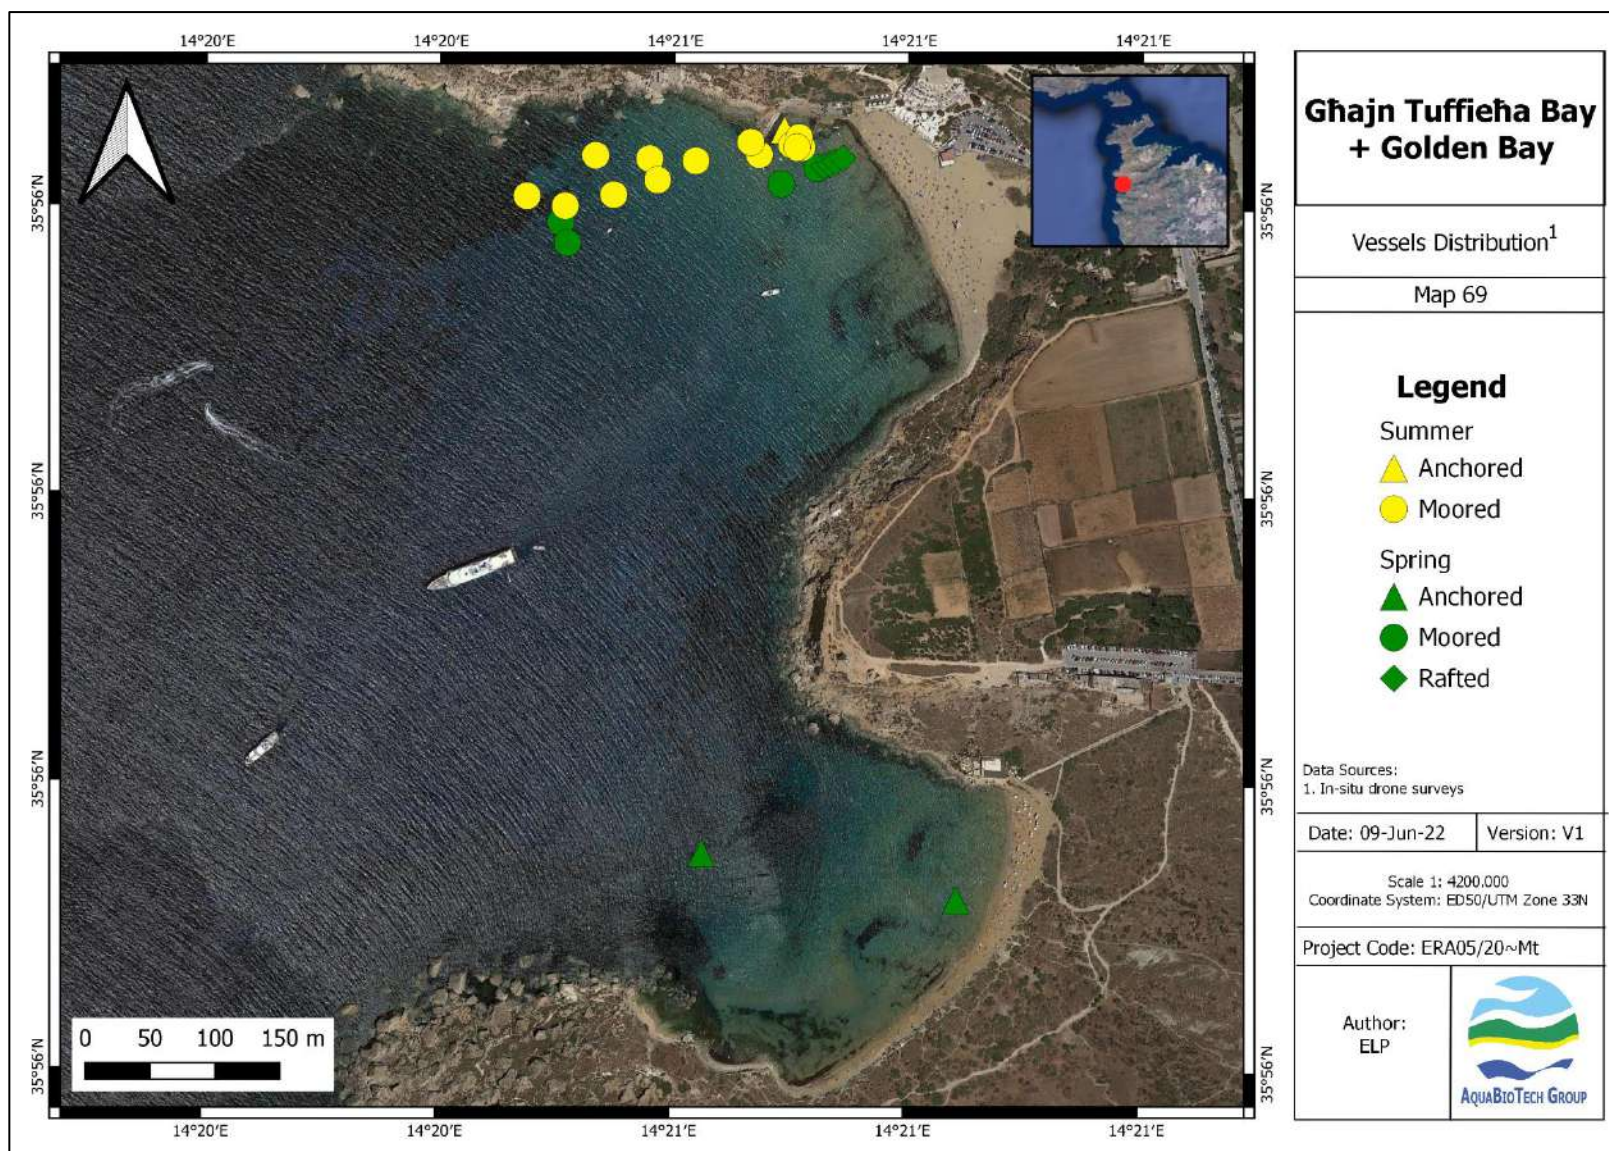 14°20'E 14°20'E 14°21'E 14°21'E 14°21'E
35°56'N 35°56'N
35°56'N 35°56'N
35°56'N 35°56'N
35°56'N 35°56'N
0 50 100 150 m
14°20'E 14°20'E 14°21'E 14°21'E 14°21'E
Għajn Tuffieħa Bay
+ Golden Bay
Vessels Distribution1
Map 69
Legend
Summer
Anchored
Moored
Spring
Anchored
Moored
Rafted
Data Sources:
1. In-situ drone surveys
Date: 09-Jun-22 Version: V1
Scale 1: 4200.000
Coordinate System: ED50/UTM Zone 33N
Project Code: ERA05/20~Mt
Author:
ELP
AQUABIOTECH GROUP